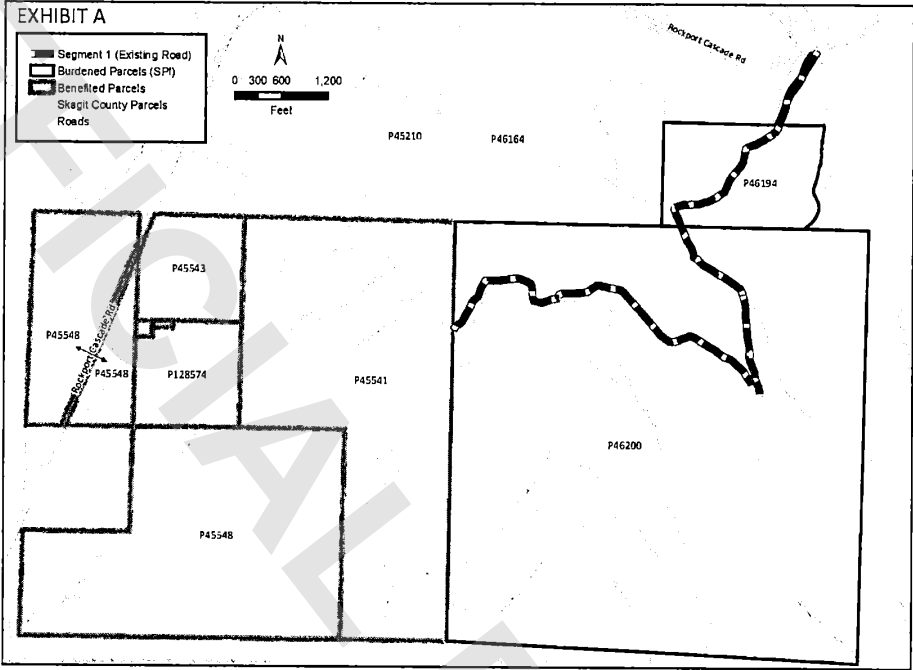 EXHIBIT A
Segment 1 (Existing Road)
Burdened Parcels (SPI)
Benefited Parcels
Skagit County Parcels
Roads
N
0 300 600 1,200
Feet
Rockport Cascade Rd
P45210
P46164
P46194
P45543
P45548
Rockport Cascade Rd
P45548
P128574
P45541
P46200
P45548
FICIAL